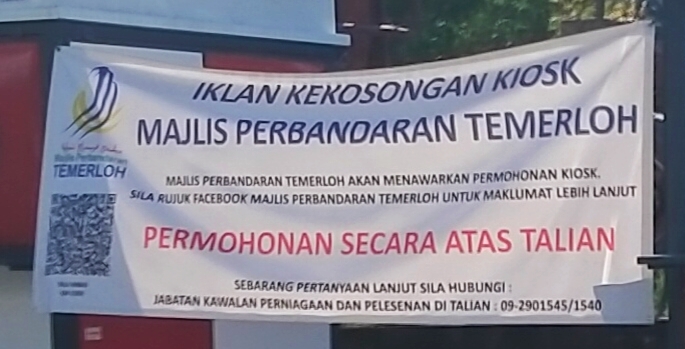 IKLAN KEKOSONGAN KIOSK
MAJLIS PERBANDARAN TEMERLOH
Majlis Perbandaran
TEMERLOH
MAJLIS PERBANDARAN TEMERLOH AKAN MENAWARKAN PERMOHONAN KIOSK.
SILA RUJUK FACEBOOK MAJLIS PERBANDARAN TEMERLOH UNTUK MAKLUMAT LEBIH LANJUT
PERMOHONAN SECARA ATAS TALIAN
SEBARANG PERTANYAAN LANJUT SILA HUBUNGI :
JABATAN KAWALAN PERNIAGAAN DAN PELESENAN DI TALIAN : 09-2901545/1540